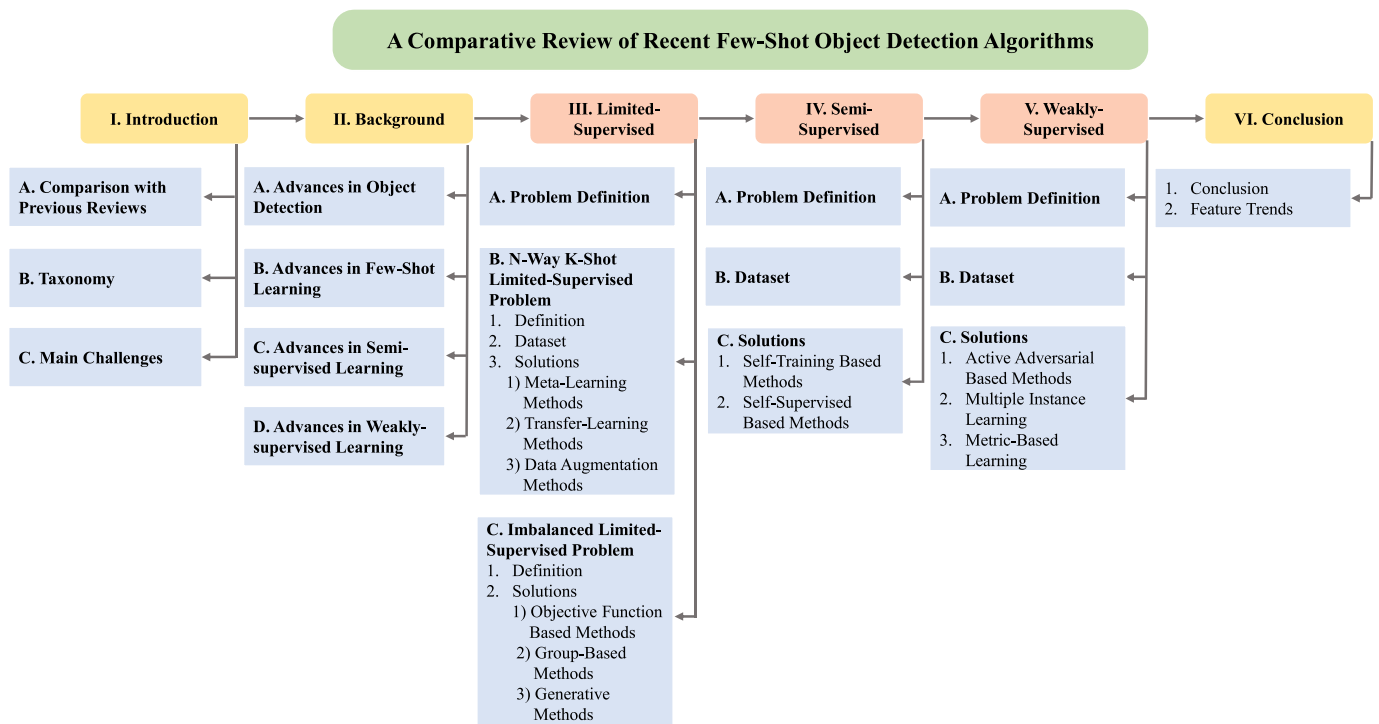 A Comparative Review of Recent Few-Shot Object Detection Algorithms
I. Introduction
II. Background
III. Limited-
Supervised
IV. Semi-
Supervised
V. Weakly-
Supervised
VI. Conclusion
A. Comparison with
Previous Reviews
B. Taxonomy
C. Main Challenges
A. Advances in Object
Detection
B. Advances in Few-Shot
Learning
C. Advances in Semi-
supervised Learning
D. Advances in Weakly-
supervised Learning
A. Problem Definition
B. N-Way K-Shot
Limited-Supervised
Problem
1. Definition
2. Dataset
3. Solutions
1) Meta-Learning
Methods
2) Transfer-Learning
Methods
3) Data Augmentation
Methods
C. Imbalanced Limited-
Supervised Problem
1. Definition
2. Solutions
1) Objective Function
Based Methods
2) Group-Based
Methods
3) Generative
Methods
A. Problem Definition
B. Dataset
C. Solutions
1. Self-Training Based
Methods
2. Self-Supervised
Based Methods
A. Problem Definition
B. Dataset
C. Solutions
1. Active Adversarial
Based Methods
2. Multiple Instance
Learning
3. Metric-Based
Learning
1. Conclusion
2. Feature Trends